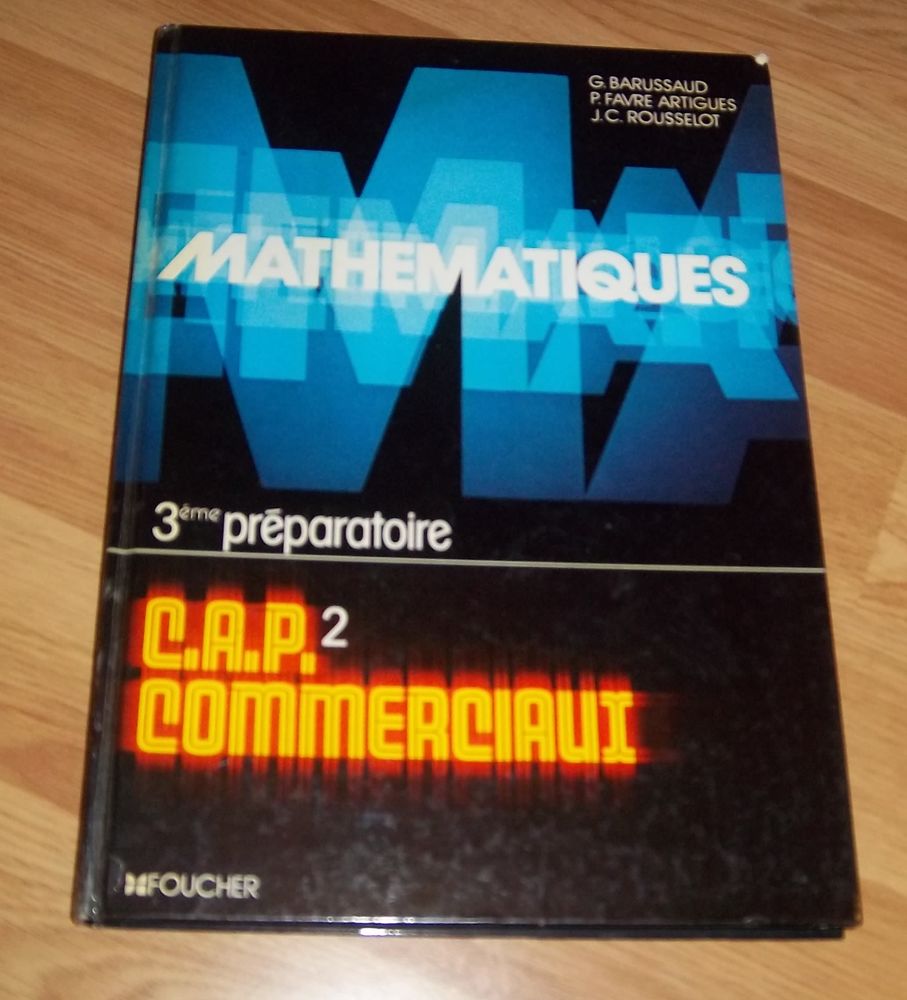 G. BARUSSAUD
P. FAVRE ARTIGUES
J.C. ROUSSELOT
MATHEMATIQUES
3ème préparatoire
C.A.P. 2
COMMERCIAUX
FOUCHER